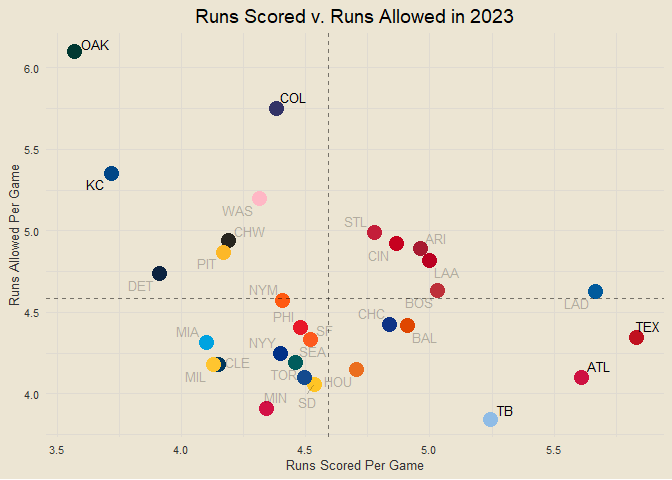 Runs Scored v. Runs Allowed in 2023
OAK
6.0
COL
5.5
KC
WAS
5.0
CHW
STL
CIN
ARI
PIT
LAA
DET
NYM
BOS
LAD
4.5
PHI
SF
CHC
BAL
TEX
MIA
NYY
SEA
CLE
MIL
TOR
HOU
ATL
4.0
MIN
SD
TB
3.5
4.0
4.5
5.0
5.5
Runs Scored Per Game
Runs Allowed Per Game